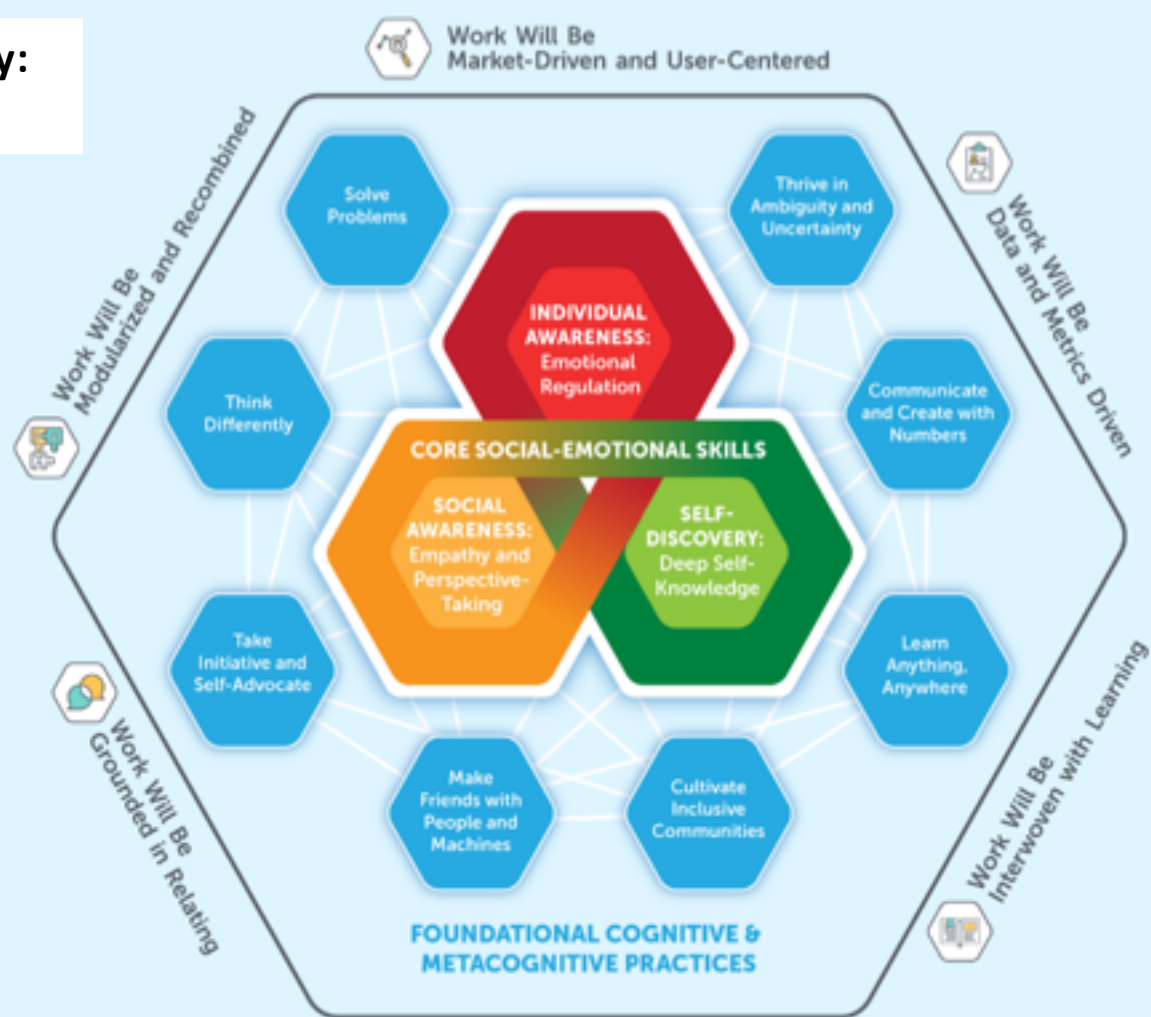 y:
Work Will Be
Market-Driven and User-Centered
Work Will Be
Modularized and Recombined
Work Will Be
Data and Metrics Driven
Solve
Problems
Thrive in
Ambiguity and
Uncertainty
INDIVIDUAL
AWARENESS:
Emotional
Regulation
Think
Differently
Communicate
and Create with
Numbers
CORE SOCIAL-EMOTIONAL SKILLS
SOCIAL
AWARENESS:
Empathy and
Perspective-
Taking
SELF-
DISCOVERY:
Deep Self-
Knowledge
Take
Initiative and
Self-Advocate
Learn
Anything,
Anywhere
Work Will Be
Grounded in Relating
Work Will Be
Interwoven with Learning
Make
Friends with
People and
Machines
Cultivate
Inclusive
Communities
FOUNDATIONAL COGNITIVE &
METACOGNITIVE PRACTICES